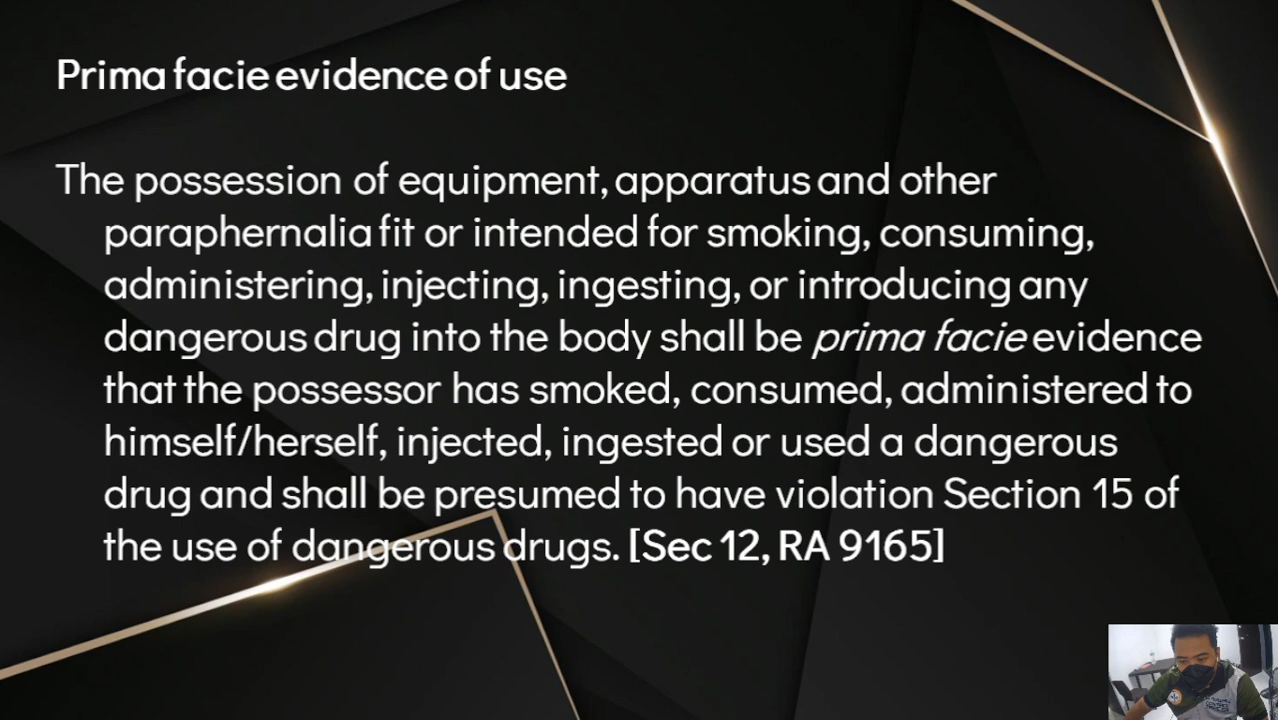 Prima facie evidence of use
The possession of equipment, apparatus and other
paraphernalia fit or intended for smoking, consuming,
administering, injecting, ingesting, or introducing any
dangerous drug into the body shall be prima facie evidence
that the possessor has smoked, consumed, administered to
himself/herself, injected, ingested or used a dangerous
drug and shall be presumed to have violation Section 15 of
the use of dangerous drugs. [Sec 12, RA 9165]